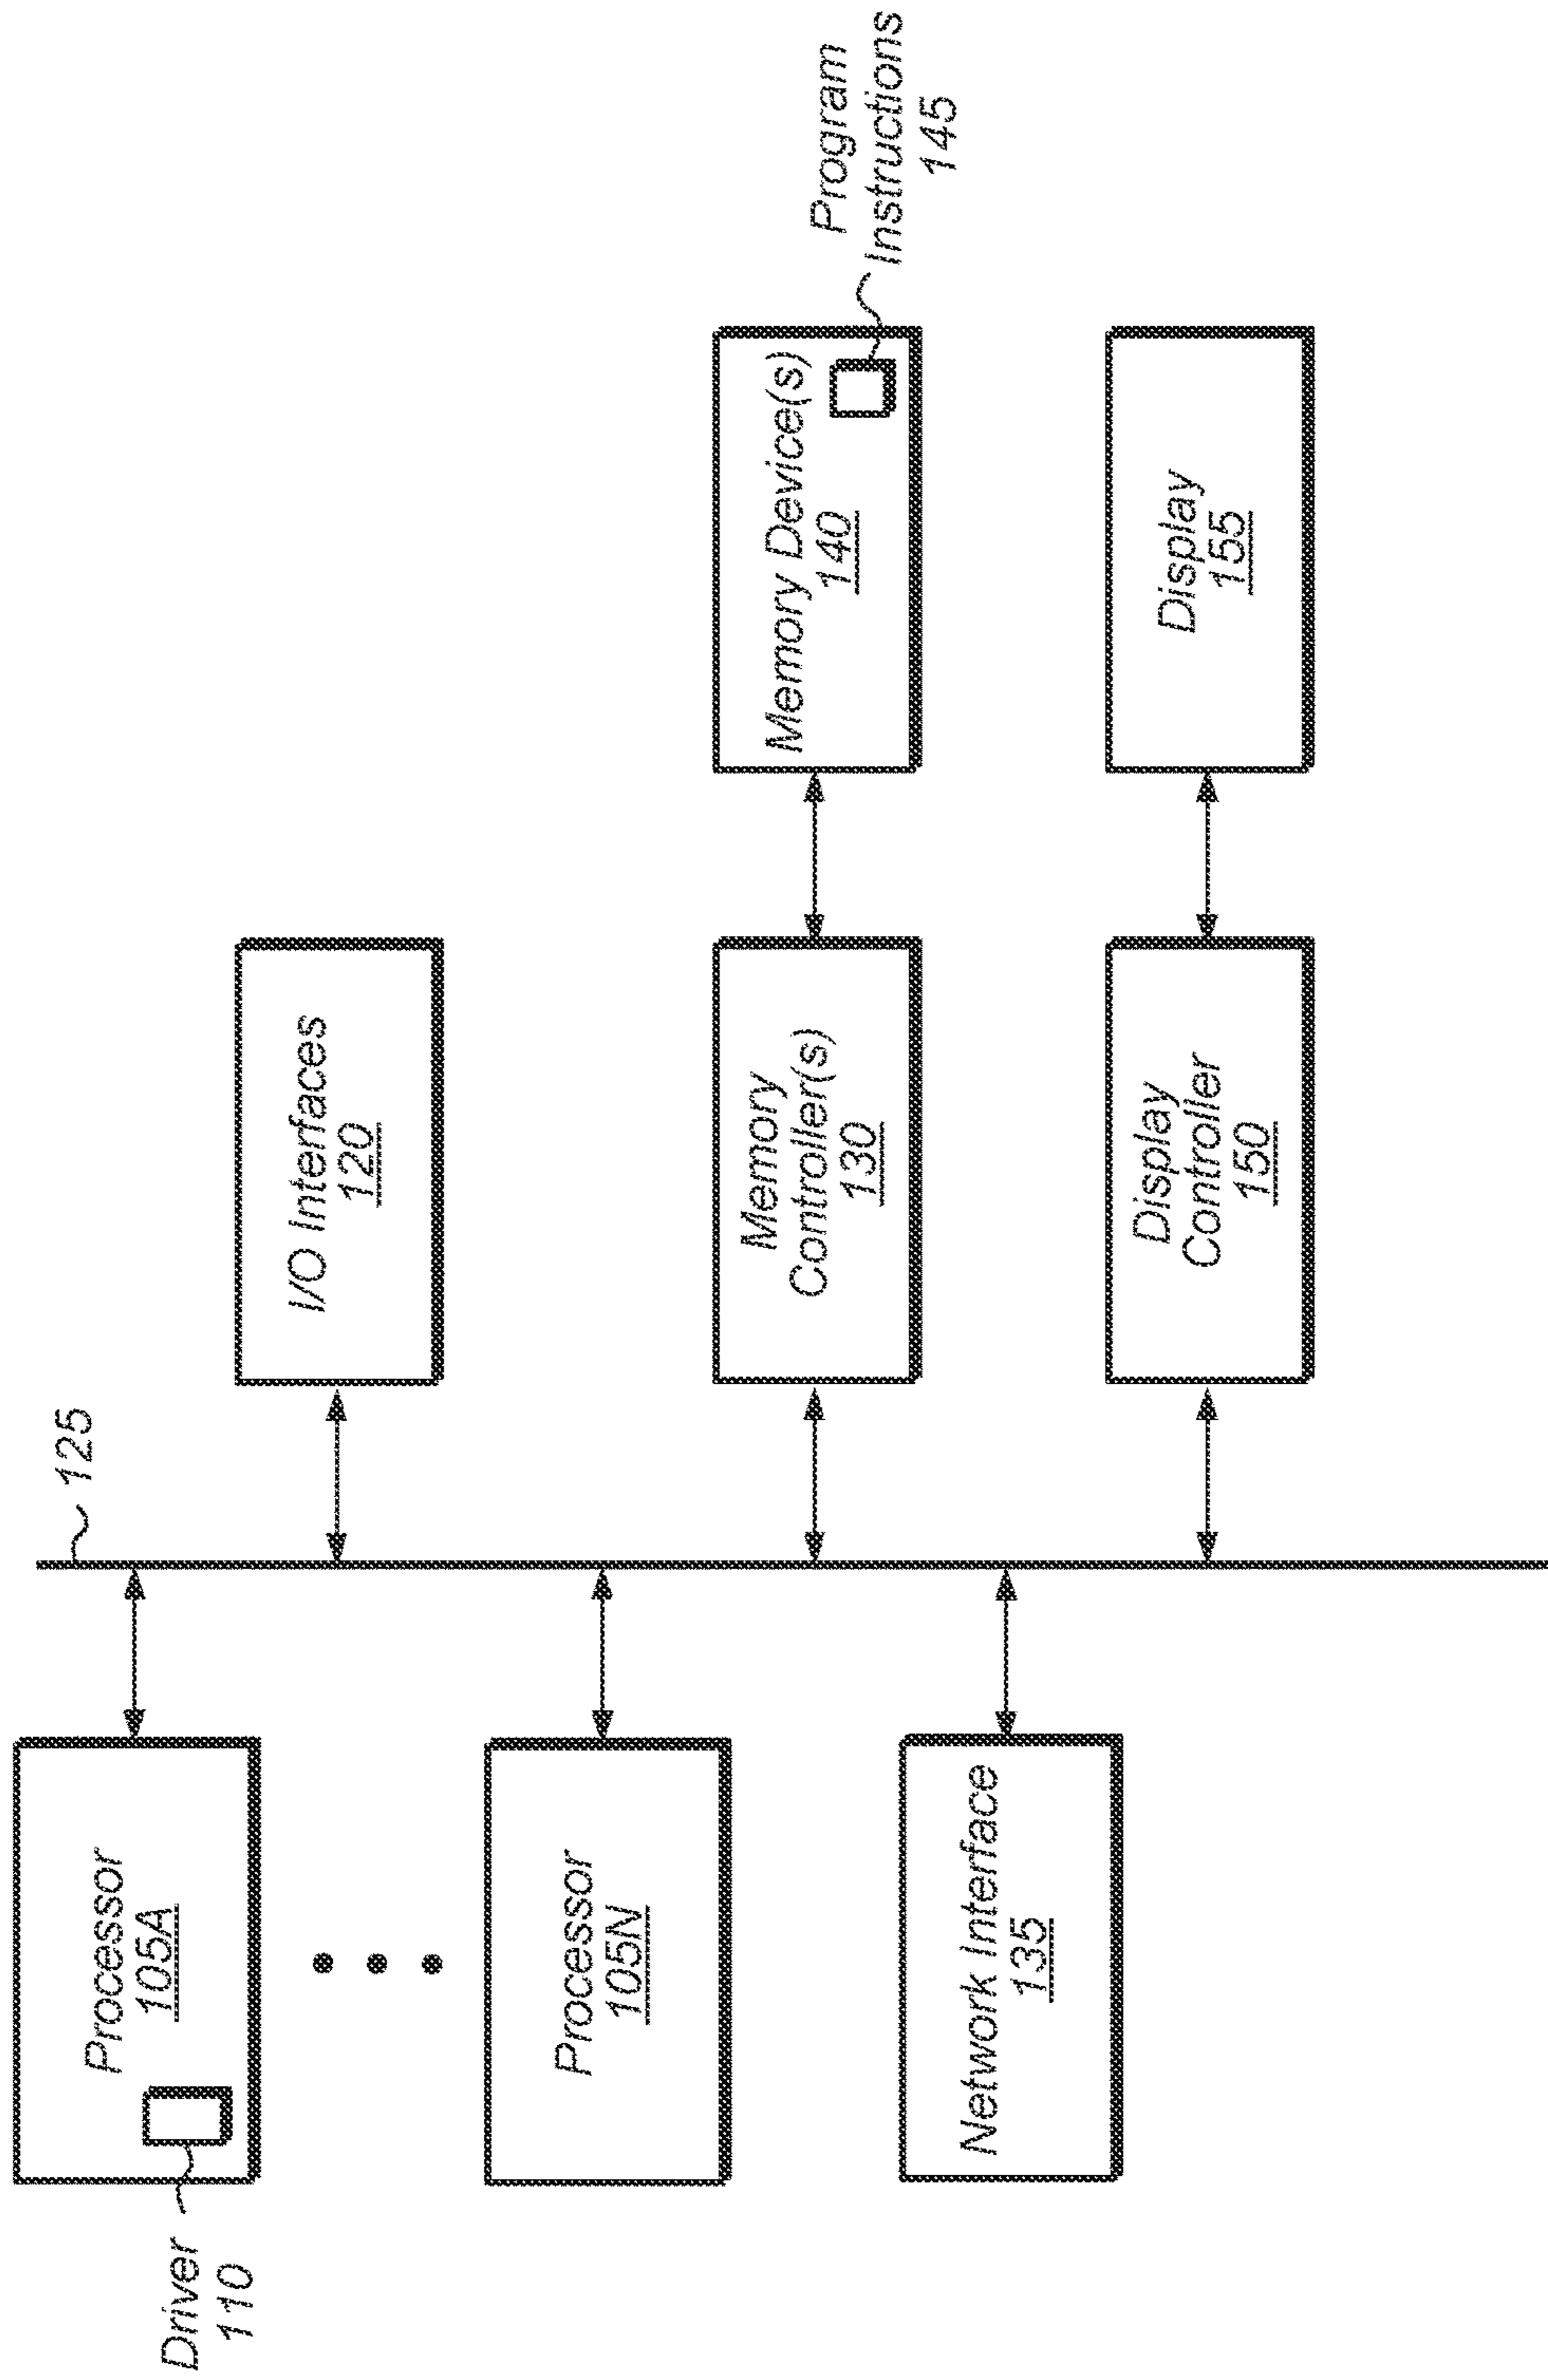 Processor
105A
Driver
110
Processor
105N
Network Interface
135
125
I/O Interfaces
120
Memory
Controller(s)
130
Display
Controller
150
Memory Device(s)
140
Program
Instructions
145
Display
155